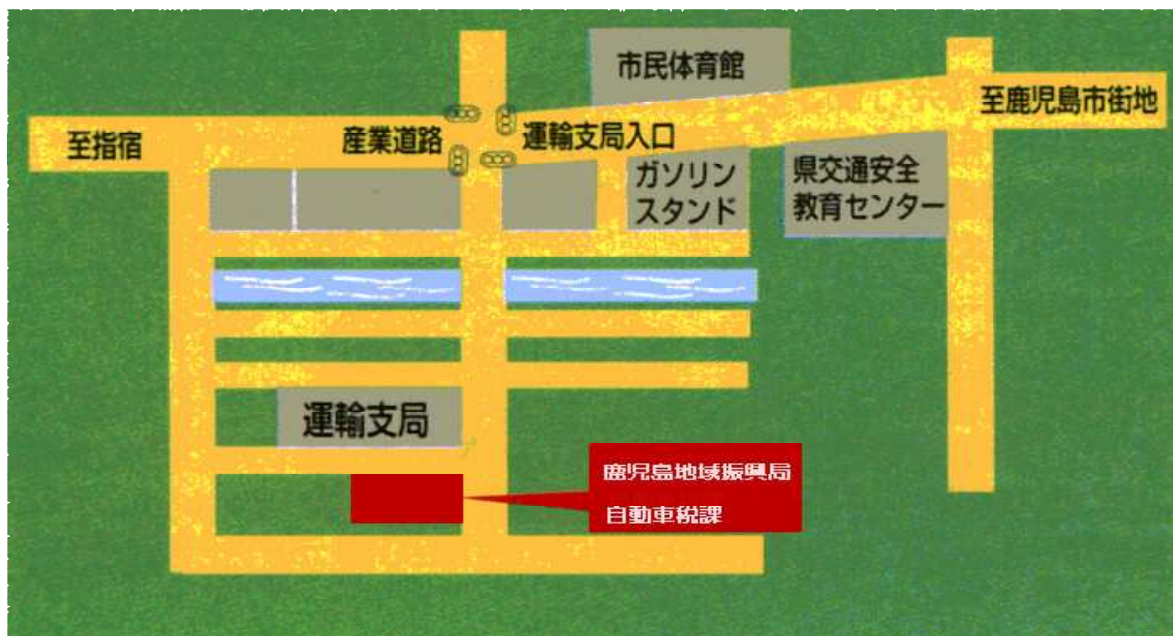 市民体育館
至鹿児島市街地
至指宿
産業道路
運輸支局入口
ガソリン
スタンド
県交通安全
教育センター
運輸支局
鹿児島地域振興局
自動車税課